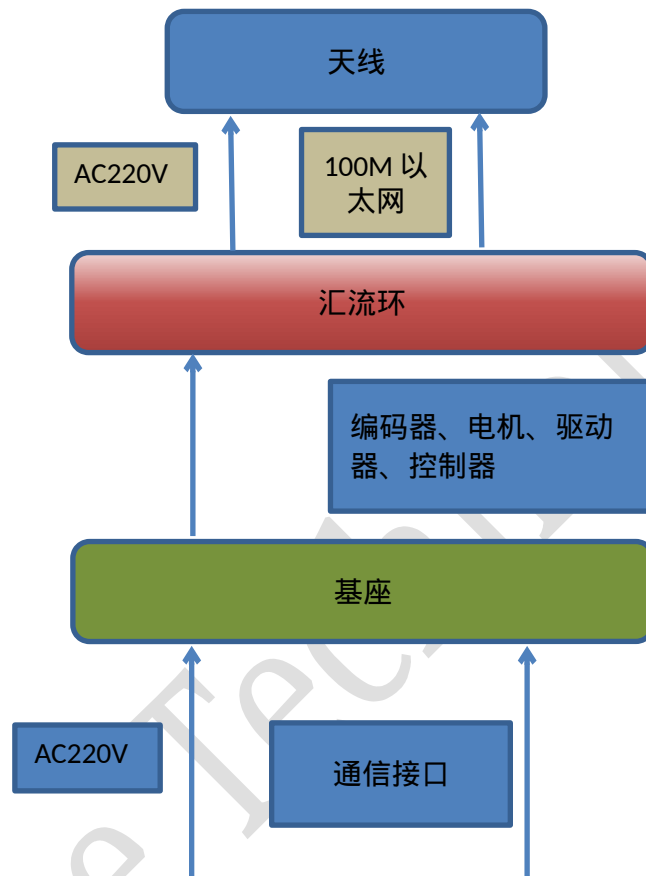 天线
AC220V
100M 以
太网
汇流环
编码器、电机、驱动
器、控制器
基座
AC220V
通信接口